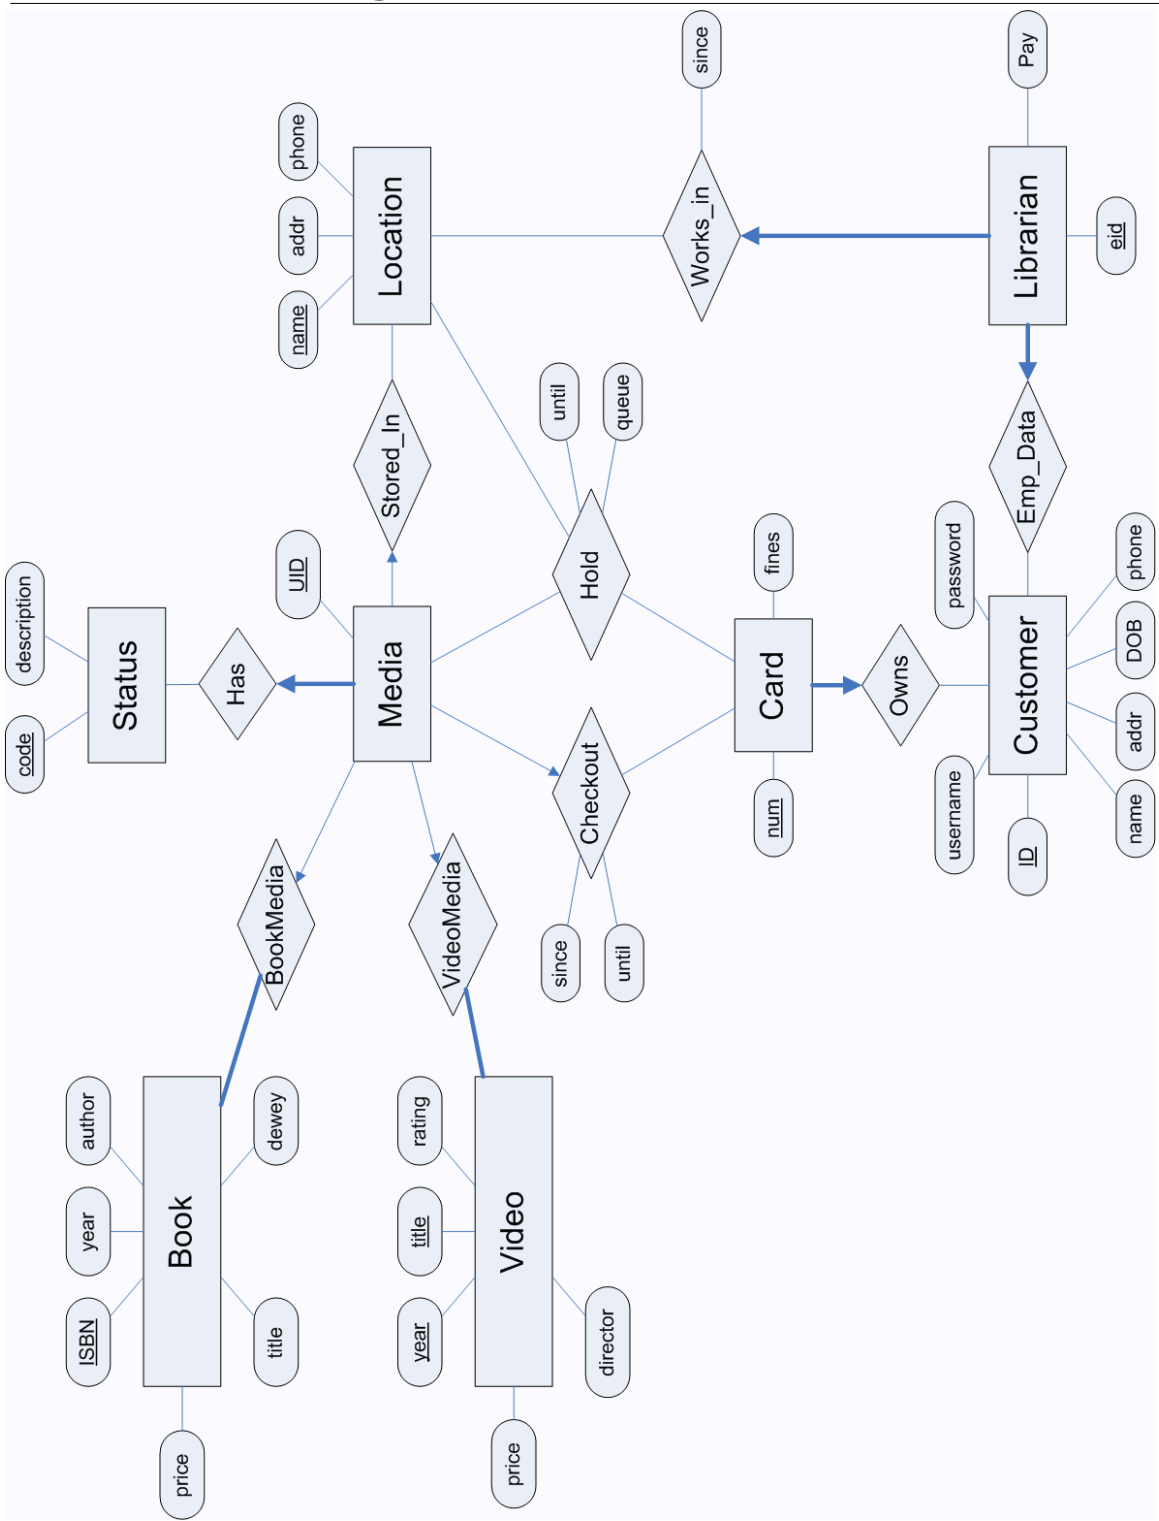 price
ISBN
year
author
Book
title
dewey
year
title
rating
Video
price
director
BookMedia
VideoMedia
code
description
Status
Has
Media
UID
Stored_In
name
addr
phone
Location
since
until
Checkout
Hold
until
queue
num
Card
fines
Owns
Works_in
since
username
password
ID
Customer
name
addr
DOB
phone
Emp_Data
Librarian
Pay
eid